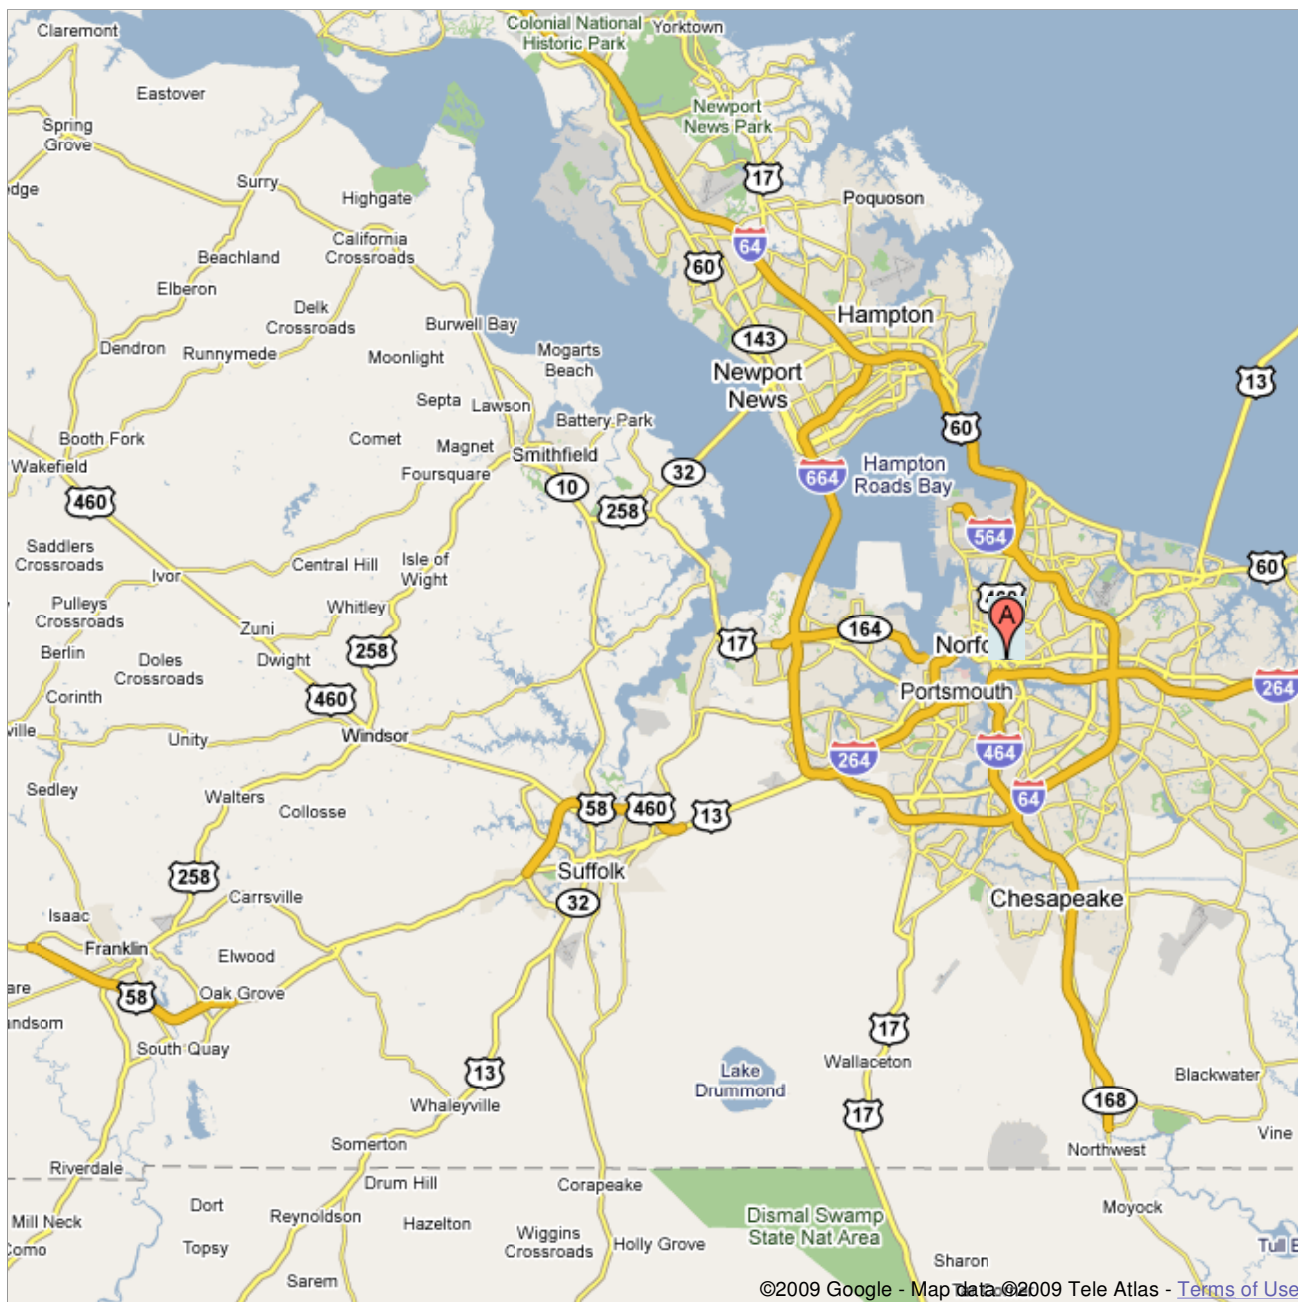 Claremont
Colonial National
Historic Park
Yorktown
Eastover
Newport
News Park
Spring
Grove
17
edge
Surry
Highgate
Poquoson
California
Crossroads
64
Beachland
60
Elberon
Delk
Crossroads
Hampton
Burwell Bay
143
Dendron
Runnymede
Moonlight
Mogarts
Beach
Newport
News
13
Septa
Lawson
Battery Park
60
Booth Fork
Comet
Magnet
Smithfield
Wakefield
Foursquare
32
664
Hampton
Roads Bay
460
10
258
564
Saddlers
Crossroads
Central Hill
Isle of
Wight
60
Ivor
Pulleys
Crossroads
Whitley
A
Zuni
164
17
Berlin
Doles
Crossroads
Dwight
258
Norfo
Corinth
460
Portsmouth
264
ville
Unity
Windsor
264
464
Sedley
Walters
Collosse
58
460
13
64
258
Suffolk
Carrsville
32
Chesapeake
Isaac
Franklin
Elwood
are
58
Oak Grove
andsom
17
South Quay
Wallaceton
13
Lake
Drummond
Blackwater
Whaleyville
17
168
Somerton
Vine
Northwest
Riverdale
Drum Hill
Corapeake
Dort
Moyock
Mill Neck
Reynoldson
Hazelton
Dismal Swamp
State Nat Area
Como
Topsy
Wiggins
Crossroads
Holly Grove
Sharon
Sarem
©2009 Google - Map data ©2009 Tele Atlas - Terms of Use